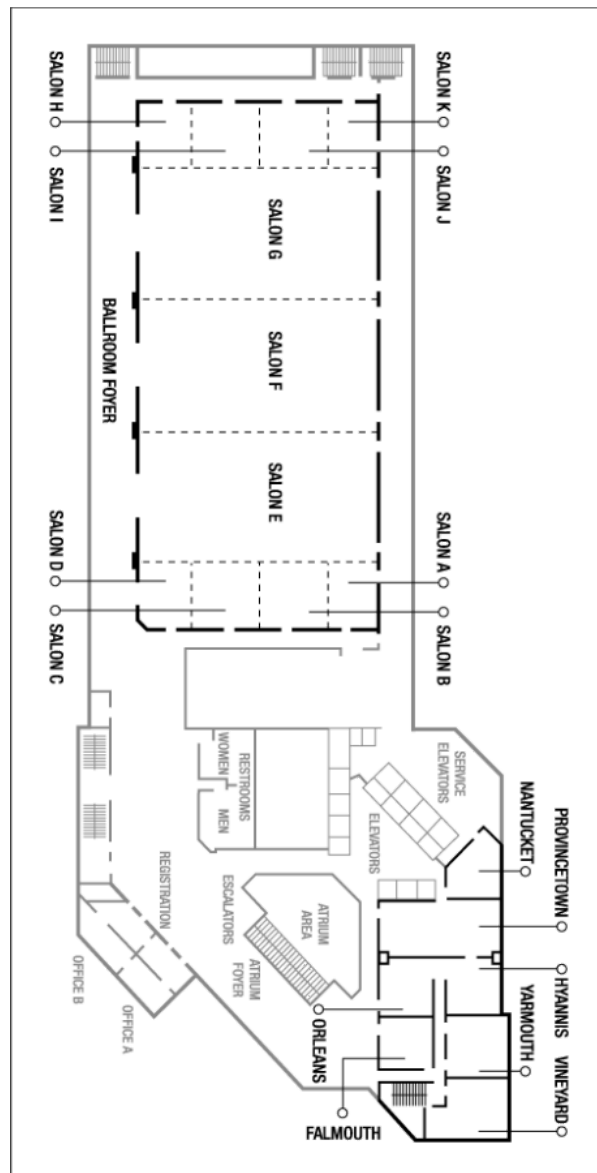 SALON H
SALON I
SALON K
SALON J
SALON G
BALLROOM FOYER
SALON F
SALON E
SALON D
SALON C
SALON A
SALON B
WOMEN
RESTROOMS
MEN
SERVICE
ELEVATORS
ELEVATORS
NANTUCKET
PROVINCETOWN
HYANNIS
YARMOUTH
VINEYARD
REGISTRATION
ESCALATORS
ATRIUM
AREA
ATRIUM
FOYER
OFFICE B
OFFICE A
ORLEANS
FALMOUTH